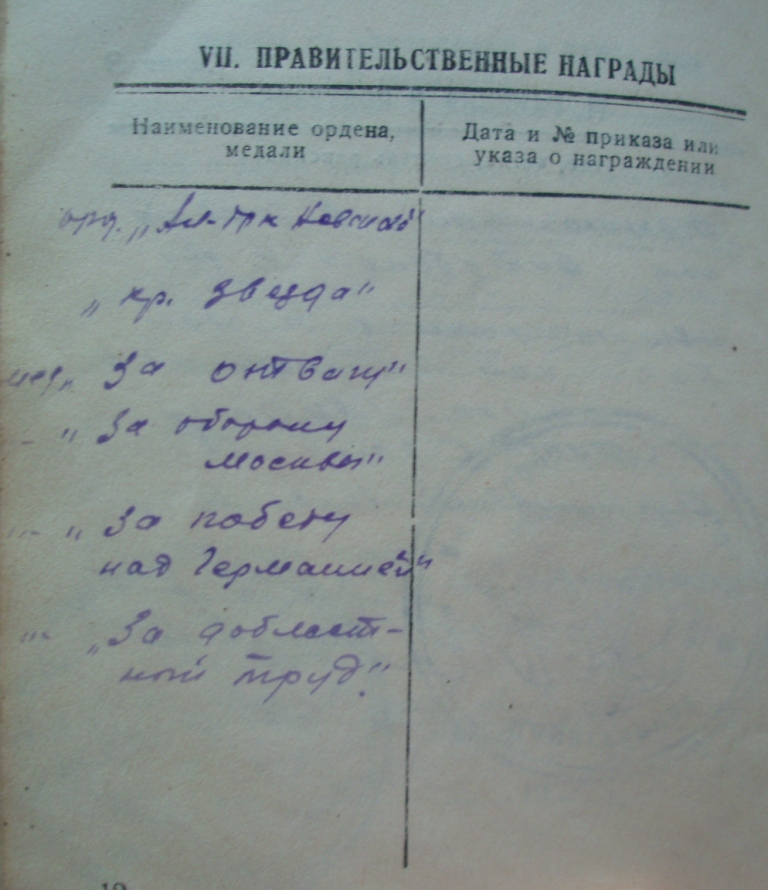 VII. ПРАВИТЕЛЬСТВЕННЫЕ НАГРАДЫ
Наименование ордена,
медали
Дата и № приказа или
указа о награждении
орд. „Ал-дра Невского"
„кр. Звезда"
мед. „За отвагу"
- „За оборону
Москвы"
-"- „За победу
над Германией"
-"- „За доблест-
ный труд".